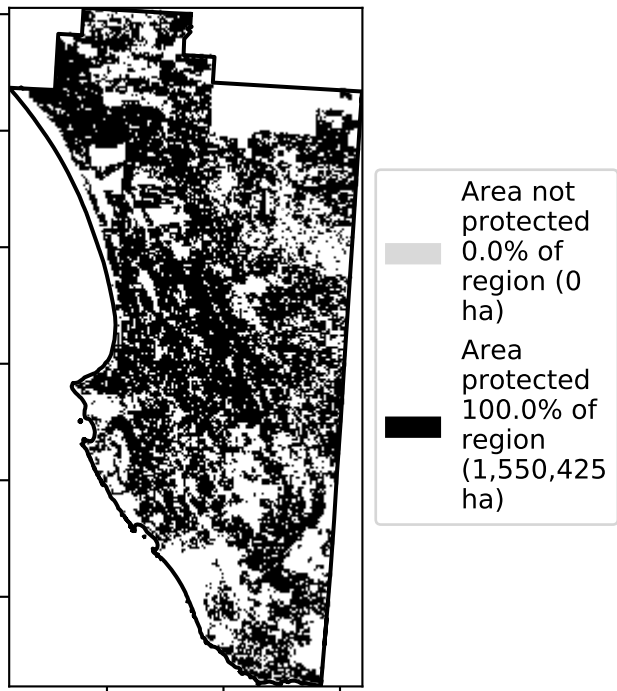 Area not
protected
0.0% of
region (0
ha)
Area
protected
100.0% of
region
(1,550,425
ha)